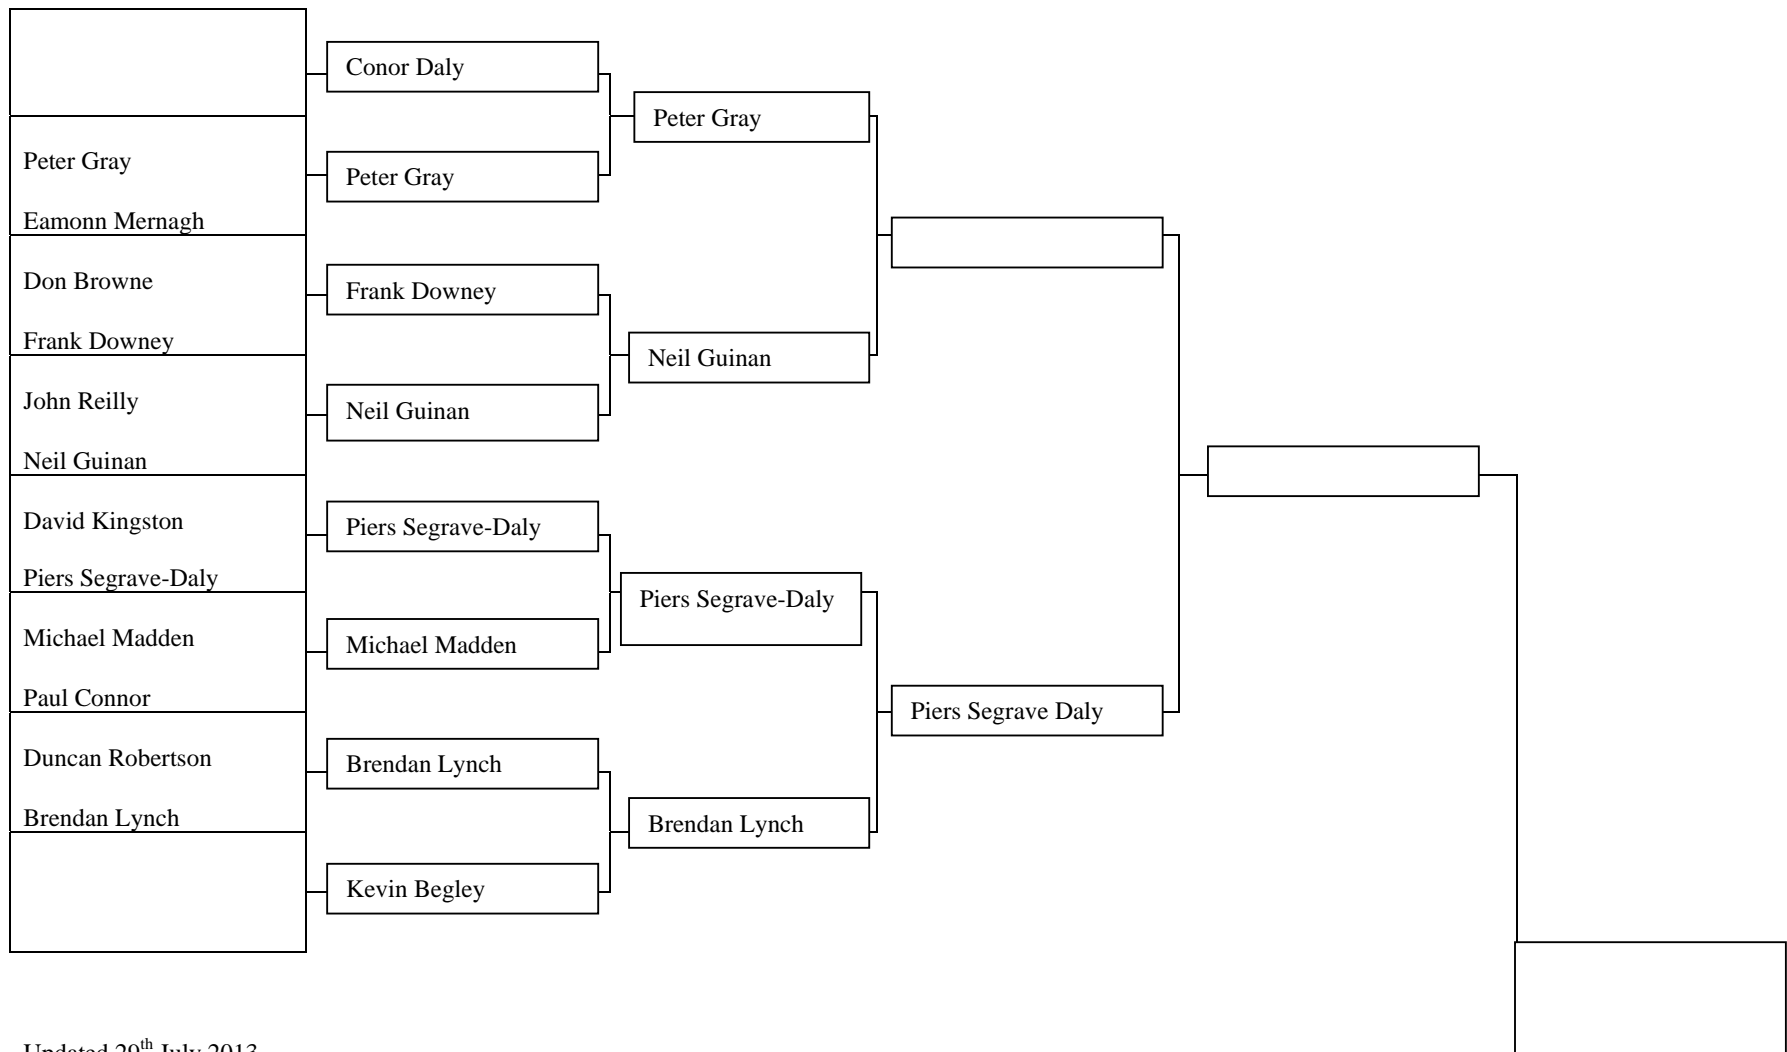 Peter Gray
Eamonn Mernagh
Don Browne
Frank Downey
John Reilly
Neil Guinan
David Kingston
Piers Segrave-Daly
Michael Madden
Paul Connor
Duncan Robertson
Brendan Lynch
Conor Daly
Peter Gray
Frank Downey
Neil Guinan
Piers Segrave-Daly
Michael Madden
Brendan Lynch
Kevin Begley
Peter Gray
Neil Guinan
Piers Segrave-Daly
Brendan Lynch
Piers Segrave Daly
Updated 29th July 2013